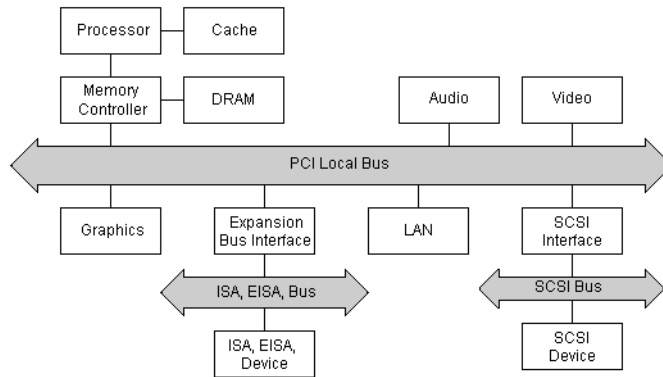 Processor
Cache
Memory
Controller
DRAM
Audio
Video
PCI Local Bus
Graphics
Expansion
Bus Interface
LAN
SCSI
Interface
ISA, EISA, Bus
SCSI Bus
ISA, EISA,
Device
SCSI
Device